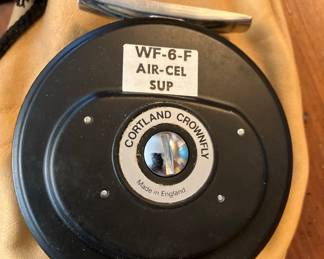 WF-6-F
AIR-CEL
SUP
CORTLAND CROWNFLY
Made in England